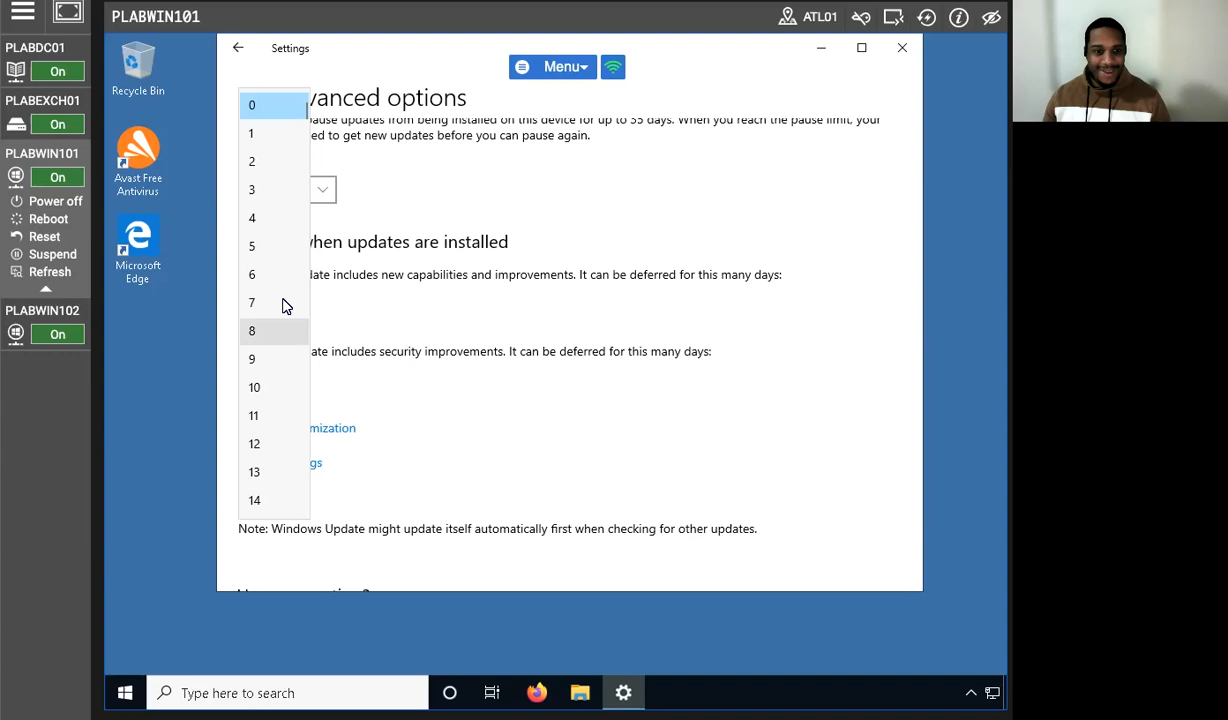 PLABWIN101
ATL01
PLABDC01
On
PLABEXCH01
On
PLABWIN101
On
Power off
Reboot
Reset
Suspend
Refresh
PLABWIN102
On
Recycle Bin
Avast Free
Antivirus
Microsoft
Edge
Settings
Menu
vanced options
pause updates from being installed on this device for up to 35 days. When you reach the pause limit, your
ed to get new updates before you can pause again.
when updates are installed
date includes new capabilities and improvements. It can be deferred for this many days:
ate includes security improvements. It can be deferred for this many days:
mization
gs
0
1
2
3
4
5
6
7
8
9
10
11
12
13
14
Note: Windows Update might update itself automatically first when checking for other updates.
Type here to search